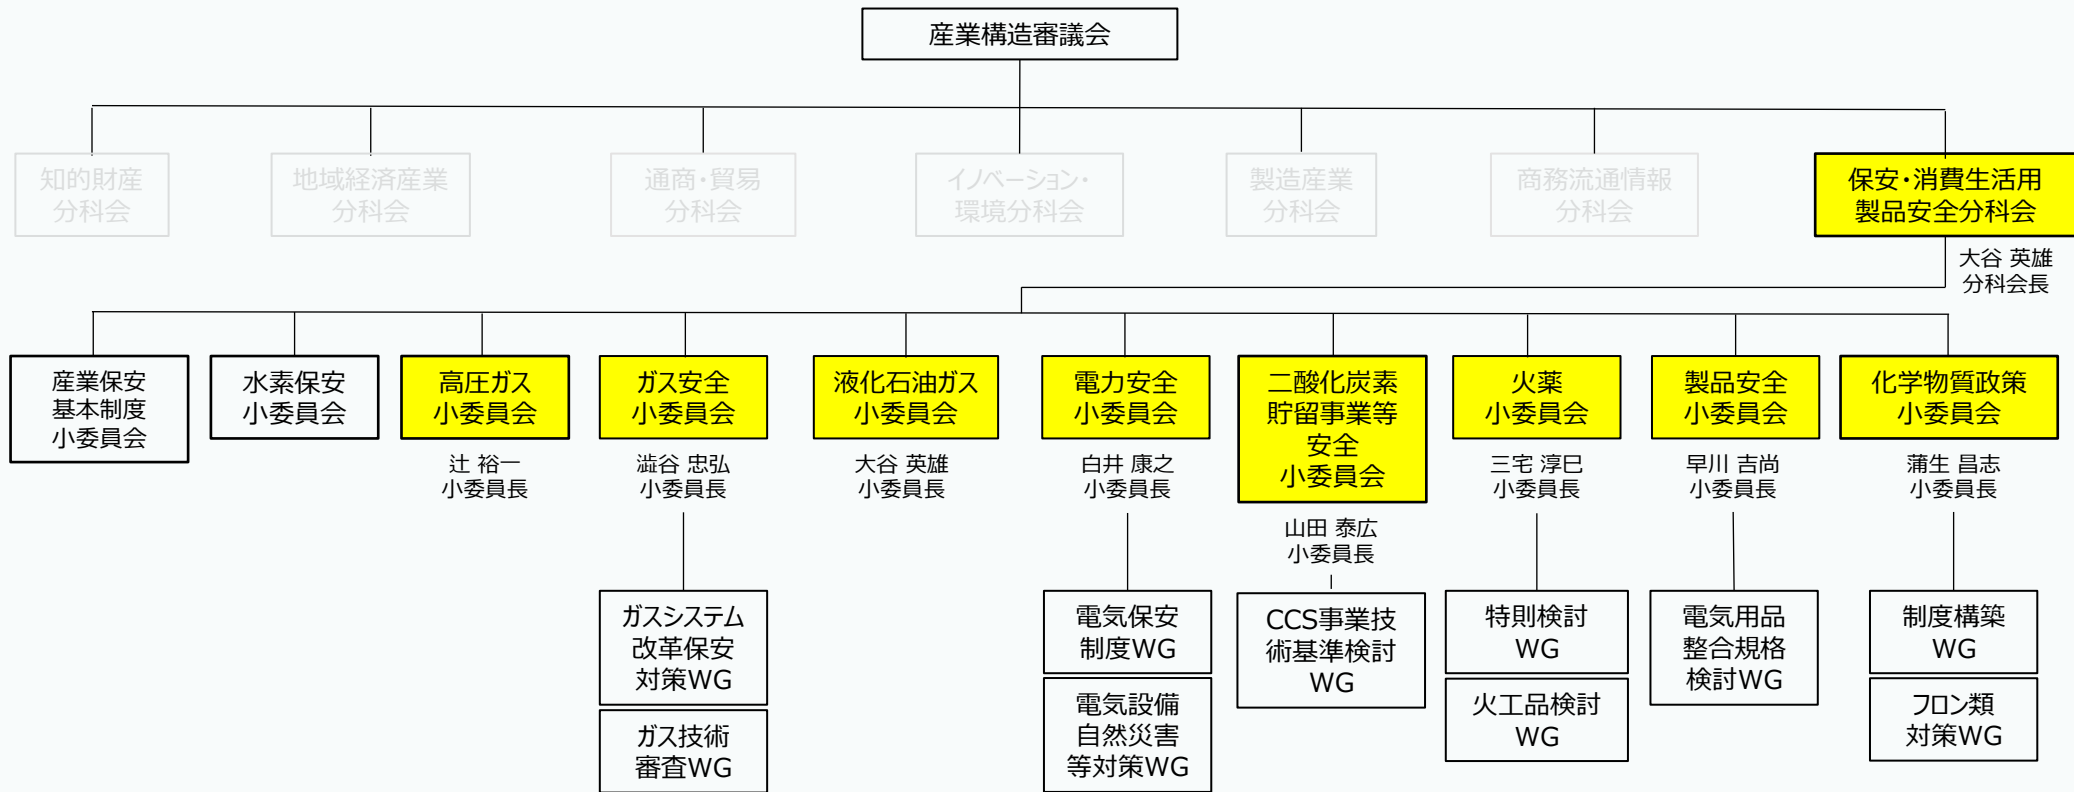 産業構造審議会
知的財産
分科会
地域経済産業
分科会
通商・貿易
分科会
イノベーション・
環境分科会
製造産業
分科会
商務流通情報
分科会
保安・消費生活用
製品安全分科会
大谷 英雄
分科会長
産業保安
基本制度
小委員会
水素保安
小委員会
高圧ガス
小委員会
辻 裕一
小委員長
ガス安全
小委員会
澁谷 忠弘
小委員長
液化石油ガス
小委員会
大谷 英雄
小委員長
電力安全
小委員会
白井 康之
小委員長
二酸化炭素
貯留事業等
安全
小委員会
山田 泰広
小委員長
火薬
小委員会
三宅 淳巳
小委員長
製品安全
小委員会
早川 吉尚
小委員長
化学物質政策
小委員会
蒲生 昌志
小委員長
ガスシステム
改革保安
対策WG
ガス技術
審査WG
電気保安
制度WG
電気設備
自然災害
等対策WG
CCS事業技
術基準検討
WG
特則検討
WG
火工品検討
WG
電気用品
整合規格
検討WG
制度構築
WG
フロン類
対策WG